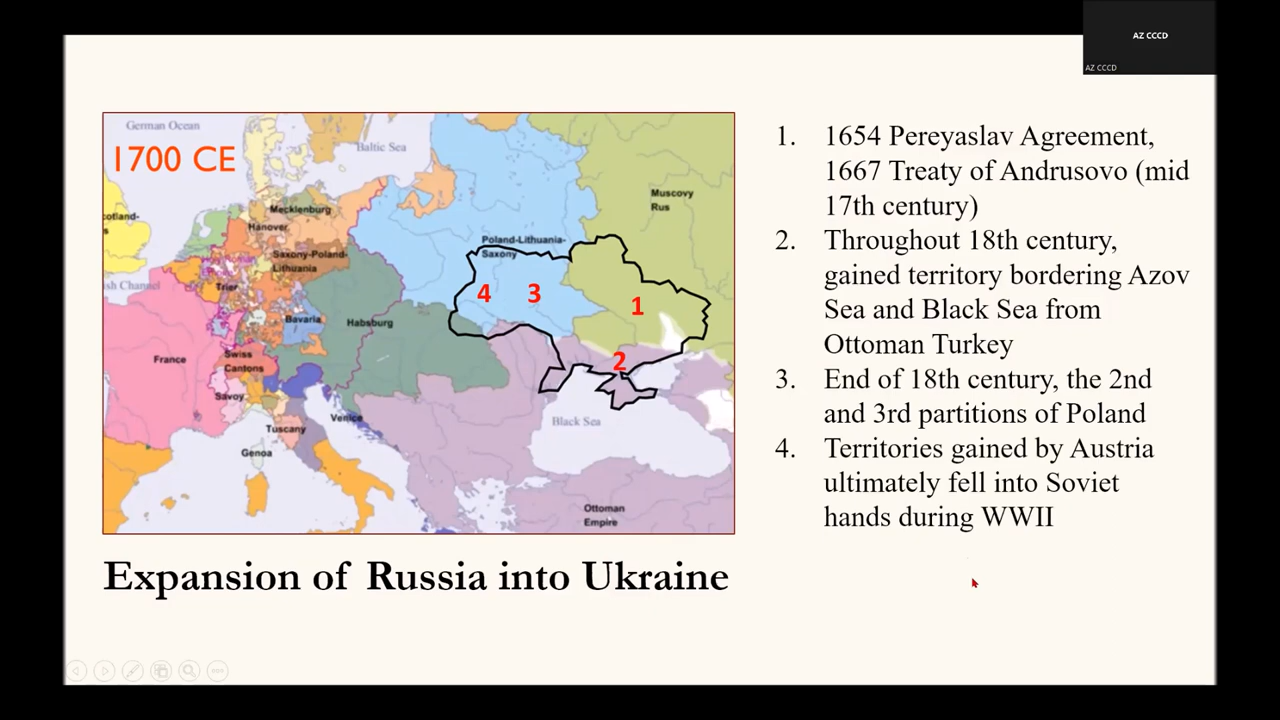 AZ CCCD
AZ CCCD
German Ocean
Baltic Sea
1700 CE
Muscovy
Rus
Mecklenburg
Hanover
Poland-Lithuania-
Saxony
Saxony-Poland-
Lithuania
Trier
Bavaria
Habsburg
France
Swiss
Cantons
Savoy
Venice
Tuscany
Genoa
Black Sea
Ottoman
Empire
4
3
1
2
1. 1654 Pereyaslav Agreement,
1667 Treaty of Andrusovo (mid
17th century)
2. Throughout 18th century,
gained territory bordering Azov
Sea and Black Sea from
Ottoman Turkey
3. End of 18th century, the 2nd
and 3rd partitions of Poland
4. Territories gained by Austria
ultimately fell into Soviet
hands during WWII
Expansion of Russia into Ukraine